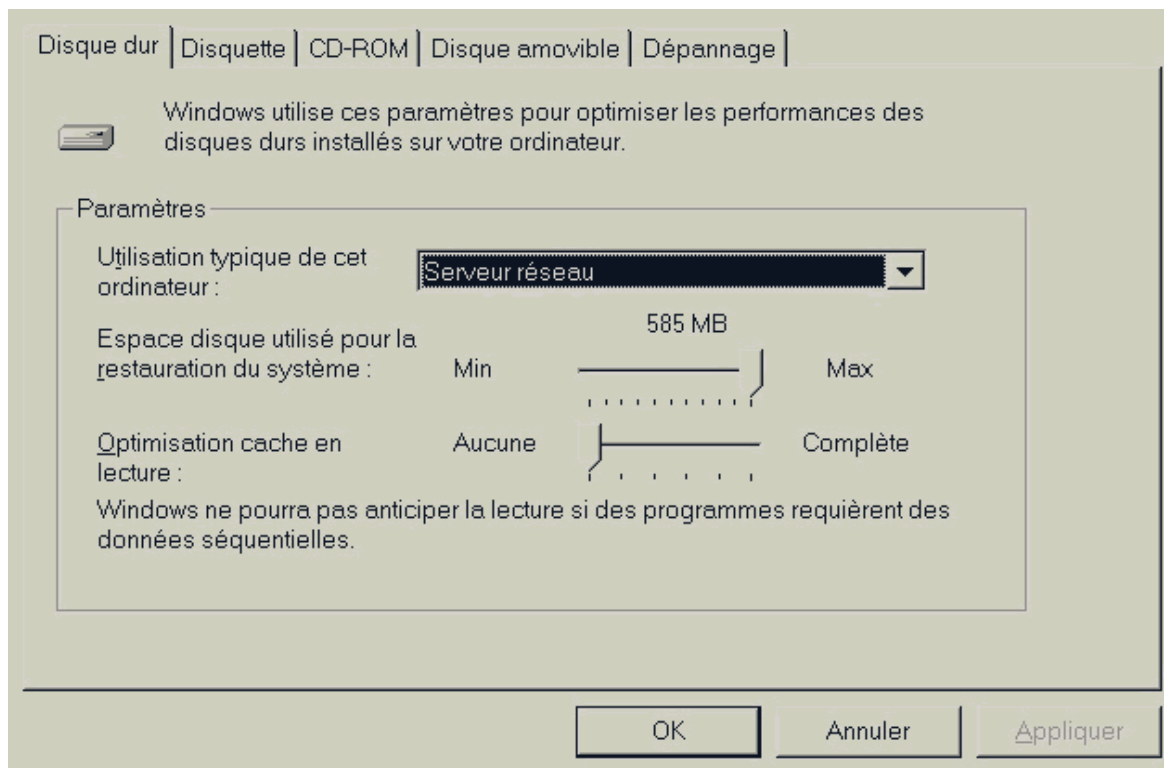 Disque dur
Disquette
CD-ROM
Disque amovible
Dépannage
Windows utilise ces paramètres pour optimiser les performances des
disques durs installés sur votre ordinateur.
Paramètres
Utilisation typique de cet
ordinateur :
Serveur réseau
585 MB
Espace disque utilisé pour la
restauration du système :
Min
Max
Optimisation cache en
lecture :
Aucune
Complète
Windows ne pourra pas anticiper la lecture si des programmes requièrent des
données séquentielles.
OK
Annuler
Appliquer